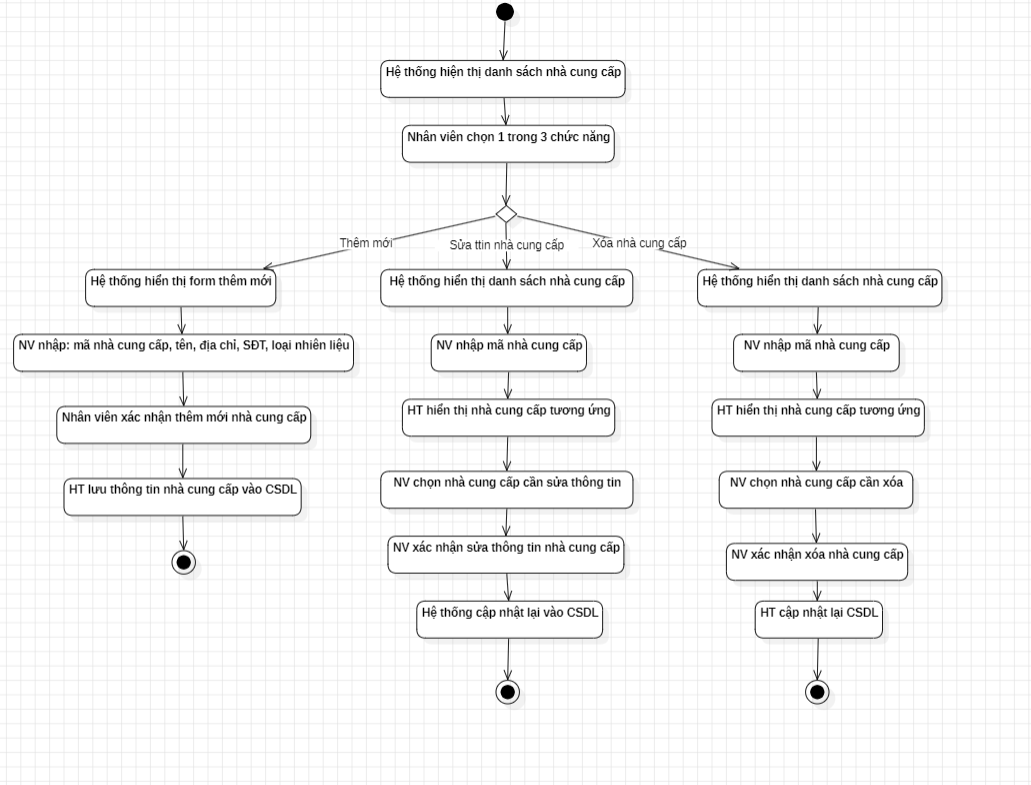 Hệ thống hiện thị danh sách nhà cung cấp
Nhân viên chọn 1 trong 3 chức năng
Thêm mới
Sửa ttin nhà cung cấp
Xóa nhà cung cấp
Hệ thống hiển thị form thêm mới
NV nhập: mã nhà cung cấp, tên, địa chỉ, SĐT, loại nhiên liệu
Nhân viên xác nhận thêm mới nhà cung cấp
HT lưu thông tin nhà cung cấp vào CSDL
Hệ thống hiển thị danh sách nhà cung cấp
NV nhập mã nhà cung cấp
HT hiển thị nhà cung cấp tương ứng
NV chọn nhà cung cấp cần sửa thông tin
NV xác nhận sửa thông tin nhà cung cấp
Hệ thống cập nhật lại vào CSDL
Hệ thống hiển thị danh sách nhà cung cấp
NV nhập mã nhà cung cấp
HT hiển thị nhà cung cấp tương ứng
NV chọn nhà cung cấp cần xóa
NV xác nhận xóa nhà cung cấp
HT cập nhật lại CSDL